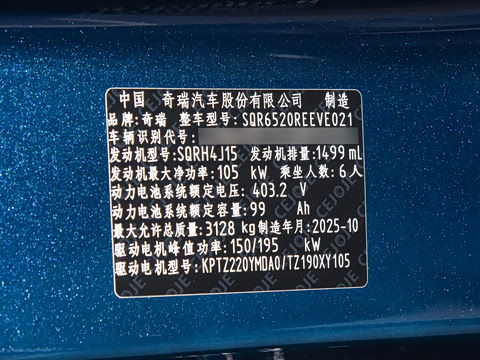 中国 奇瑞汽车股份有限公司 制造
品牌:奇瑞 整车型号:SQR6520REEVE021
车辆识别代号:
发动机型号:SQRH4J15 发动机排量:1499 mL
发动机最大净功率:105 kW 乘坐人数:6人
动力电池系统额定电压: 403.2 V
动力电池系统额定容量:99 Ah
最大允许总质量:3128 kg 制造年月:2025-10
驱动电机峰值功率:150/195 kW
驱动电机型号:KPTZ220YMDA0/TZ190XY105